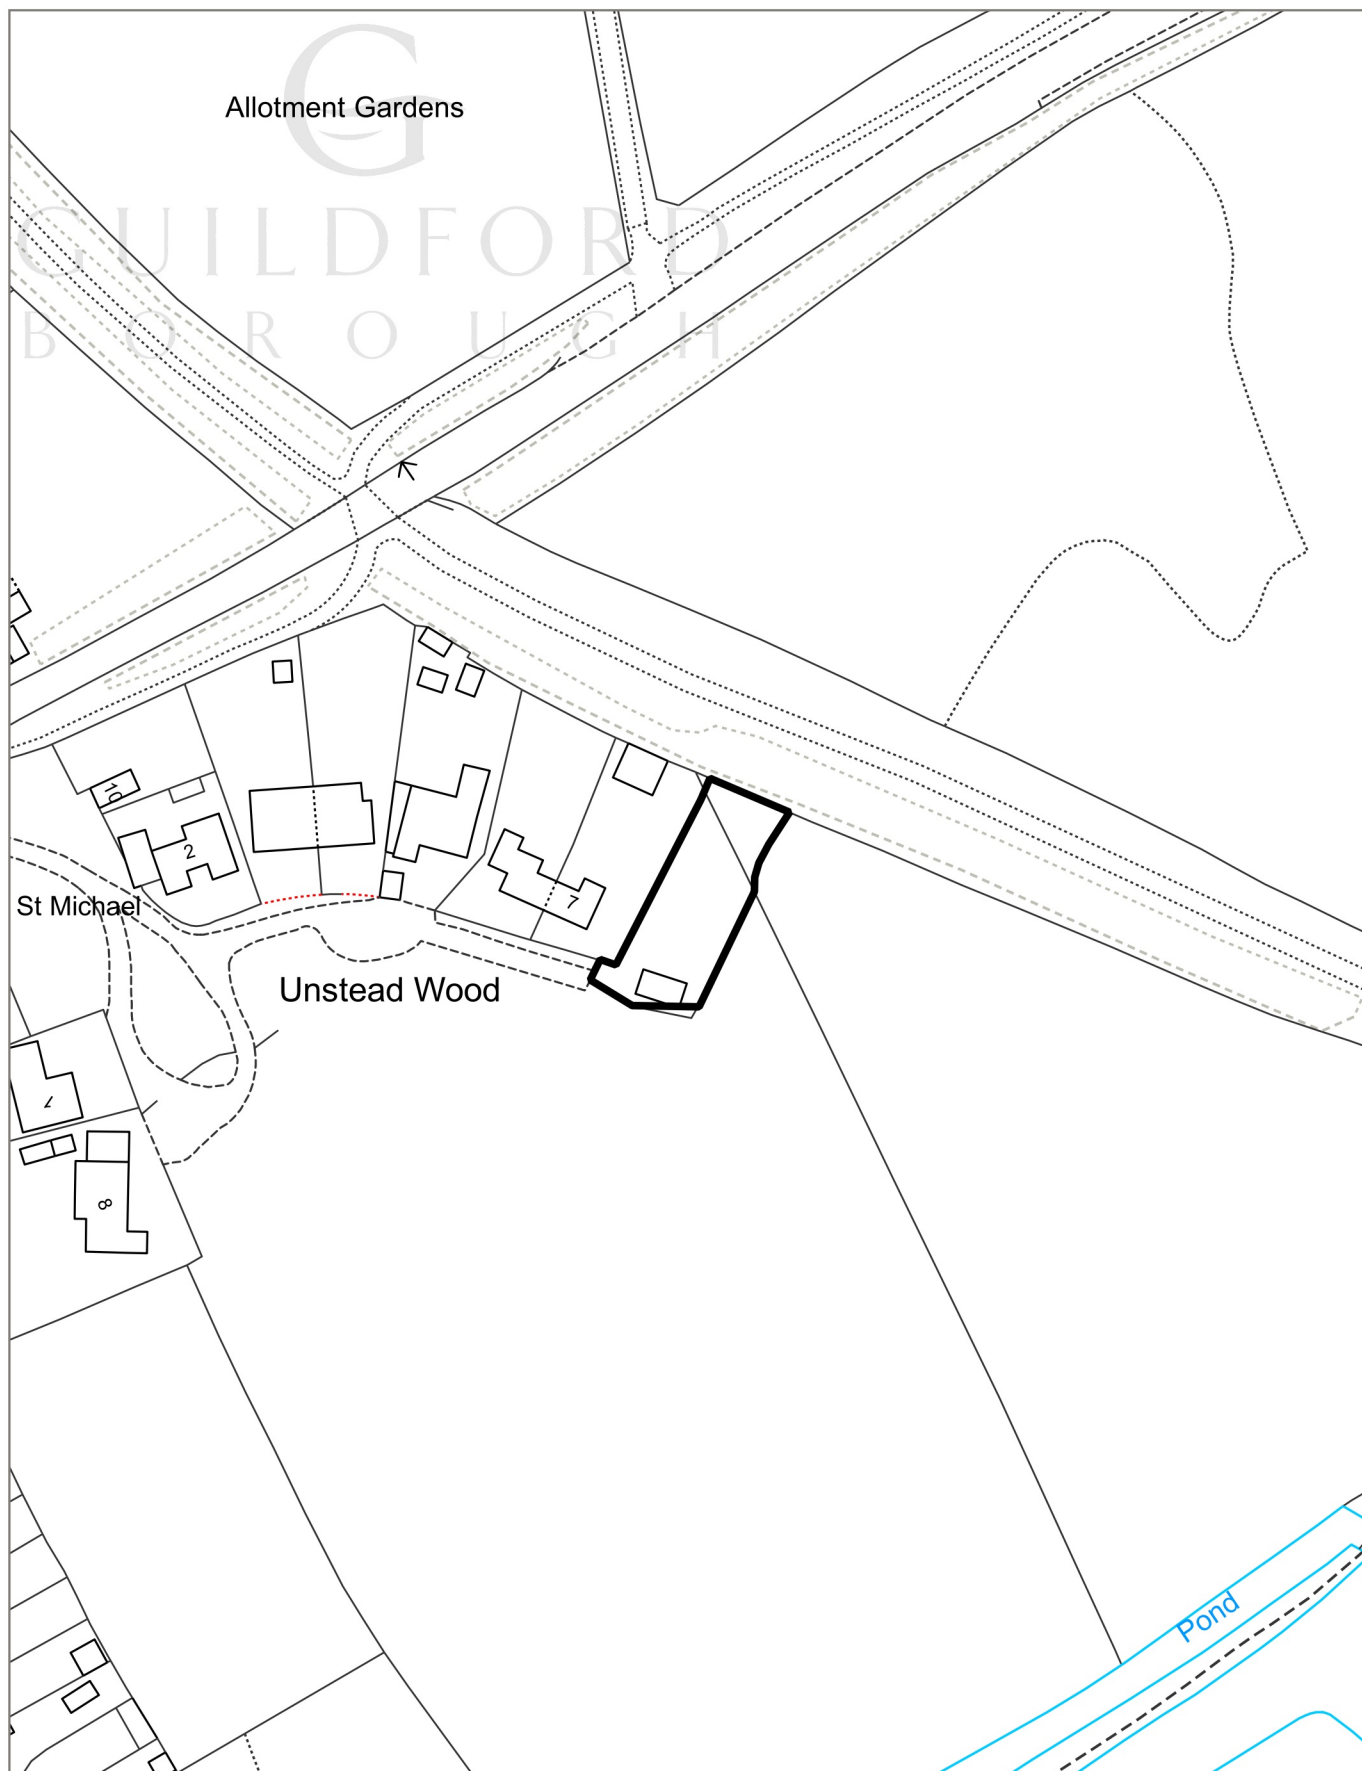 Allotment Gardens
GUILDFORD
BOROUGH
10
2
St Michael
7
Unstead Wood
7
8
Pond